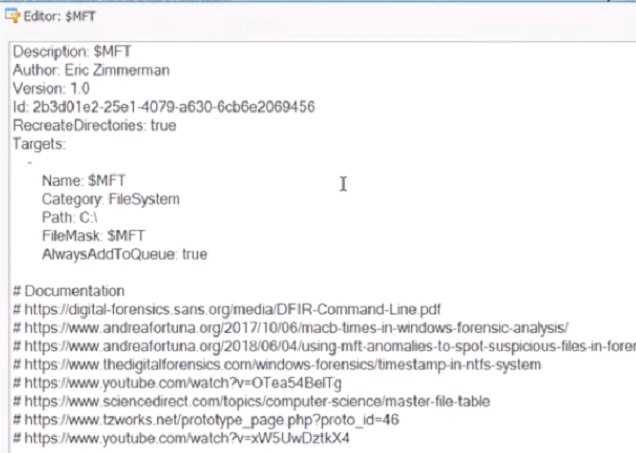 Editor: $MFT
Description: $MFT
Author: Eric Zimmerman
Version: 1.0
Id: 2b3d01e2-25e1-4079-a630-6cb6e2069456
RecreateDirectories: true
Targets:
-
Name: $MFT
Category: FileSystem
Path: C:\
FileMask: $MFT
AlwaysAddToQueue: true
# Documentation
# https://digital-forensics.sans.org/media/DFIR-Command-Line.pdf
# https://www.andreafortuna.org/2017/10/06/macb-times-in-windows-forensic-analysis/
# https://www.andreafortuna.org/2018/06/04/using-mft-anomalies-to-spot-suspicious-files-in-foren
# https://www.thedigitalforensics.com/windows-forensics/timestamp-in-ntfs-system
# https://www.youtube.com/watch?v=OTea54BelTg
# https://www.sciencedirect.com/topics/computer-science/master-file-table
# https://www.tzworks.net/prototype_page.php?proto_id=46
# https://www.youtube.com/watch?v=xW5UwDztkX4